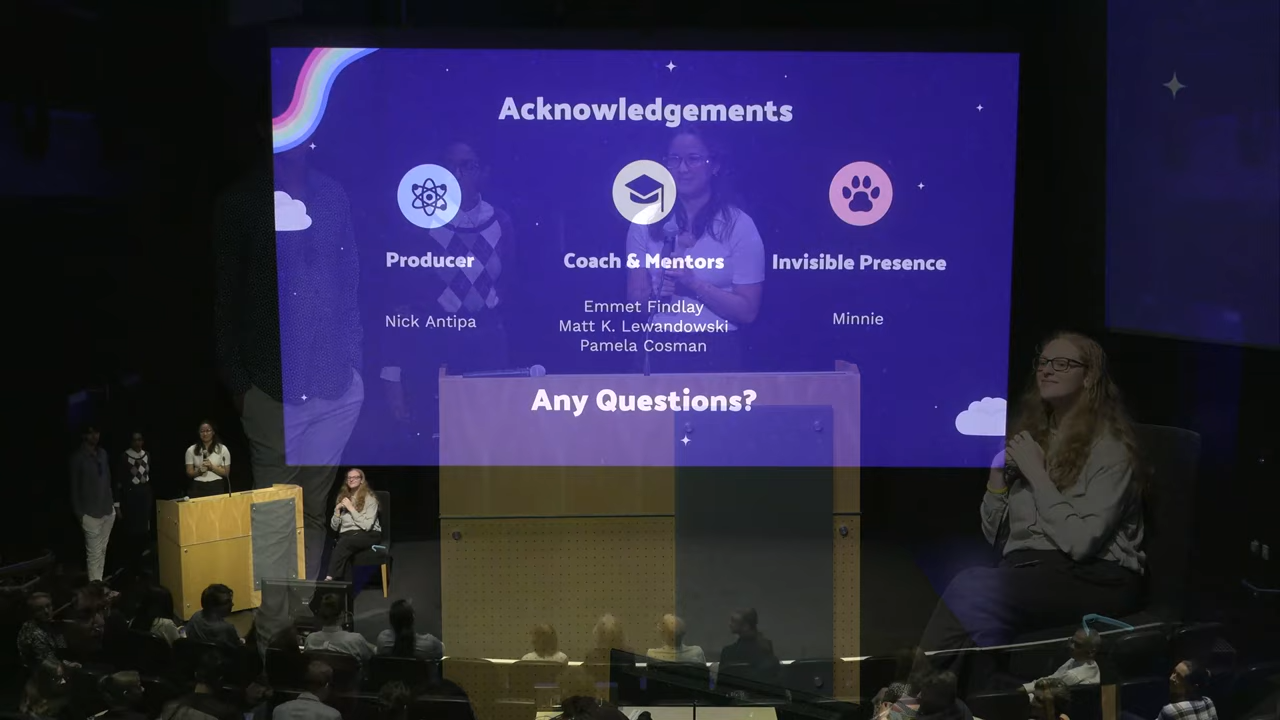 Acknowledgements
Producer
Coach & Mentors
Invisible Presence
Nick Antipa
Emmet Findlay
Matt K. Lewandowski
Pamela Cosman
Minnie
Any Questions?